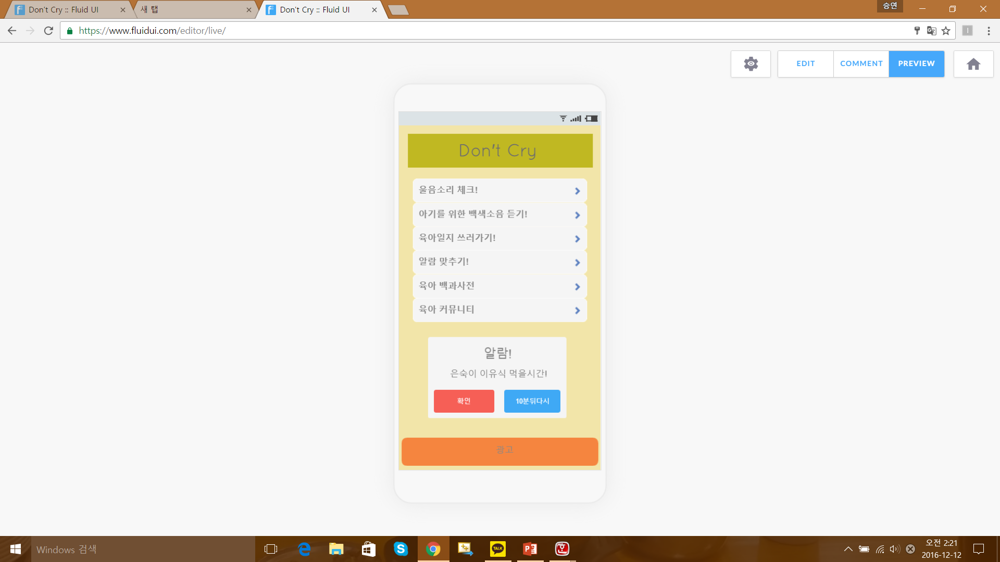 Don't Cry :: Fluid UI
새 탭
Don't Cry :: Fluid UI
승연
https://www.fluidui.com/editor/live/
EDIT
COMMENT
PREVIEW
Don't Cry
울음소리 체크!
아기를 위한 백색소음 듣기!
육아일지 쓰러가기!
알람 맞추기!
육아 백과사전
육아 커뮤니티
알람!
은숙이 이유식 먹을시간!
확인
10분뒤다시
광고
Windows 검색
TALK
오전 2:21
2016-12-12